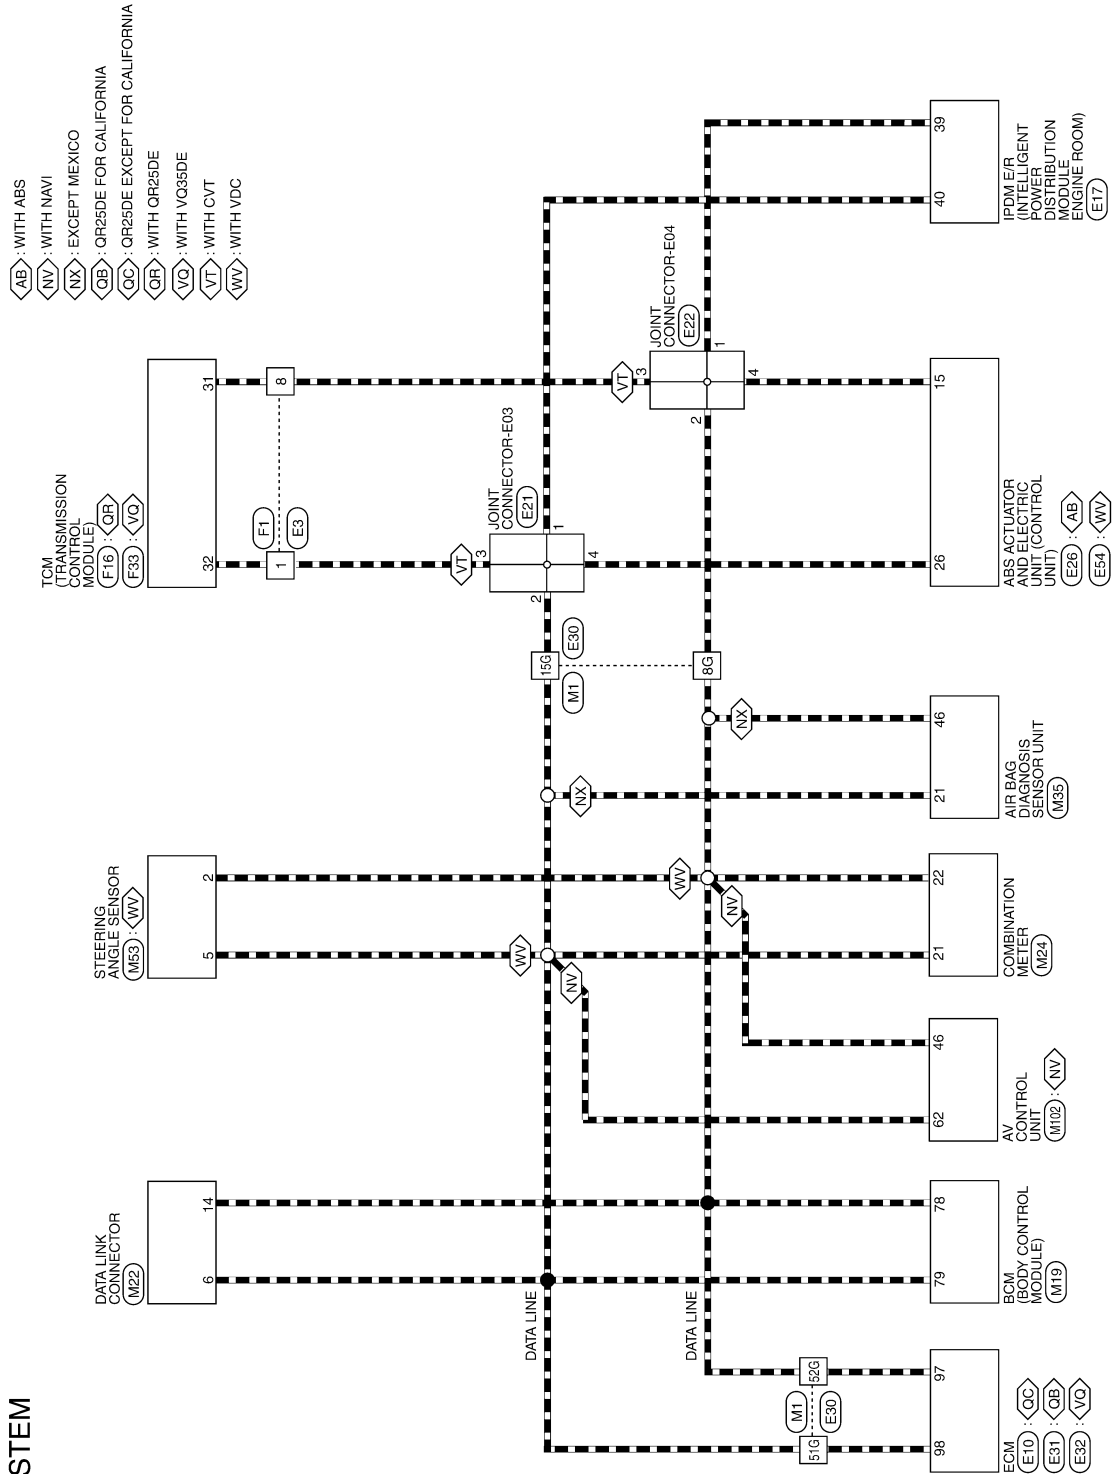 STEM
AB : WITH ABS
NV : WITH NAVI
NX : EXCEPT MEXICO
QB : QR25DE FOR CALIFORNIA
QC : QR25DE EXCEPT FOR CALIFORNIA
QR : WITH QR25DE
VQ : WITH VQ35DE
VT : WITH CVT
WV : WITH VDC
DATA LINK
CONNECTOR
M22
6
14
STEERING
ANGLE SENSOR
M53 : WV
5
2
TCM
(TRANSMISSION
CONTROL
MODULE)
F16 : QR
F33 : VQ
32
31
1
8
F1
E3
VT
VT
JOINT
CONNECTOR-E03
E21
3
1
2
4
JOINT
CONNECTOR-E04
E22
3
1
2
4
DATA LINE
DATA LINE
WV
NV
WV
NV
NX
NX
15G
8G
E30
M1
51G
52G
M1
E30
98
97
ECM
E10 : QC
E31 : QB
E32 : VQ
79
78
BCM
(BODY CONTROL
MODULE)
M19
62
46
AV
CONTROL
UNIT
M102 : NV
21
22
COMBINATION
METER
M24
21
46
AIR BAG
DIAGNOSIS
SENSOR UNIT
M35
26
15
ABS ACTUATOR
AND ELECTRIC
UNIT (CONTROL
UNIT)
E26 : AB
E54 : WV
40
39
IPDM E/R
(INTELLIGENT
POWER
DISTRIBUTION
MODULE
ENGINE ROOM)
E17